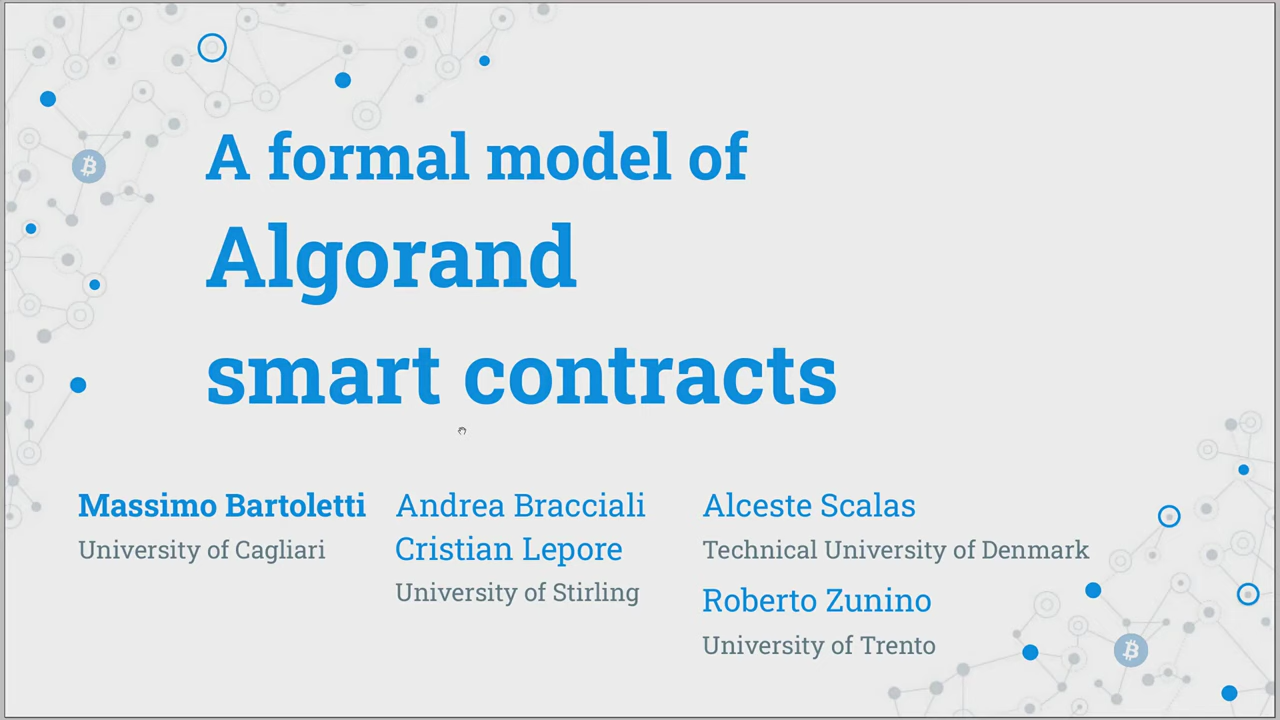 A formal model of
Algorand
smart contracts
Massimo Bartoletti
University of Cagliari
Andrea Bracciali
Cristian Lepore
University of Stirling
Alceste Scalas
Technical University of Denmark
Roberto Zunino
University of Trento